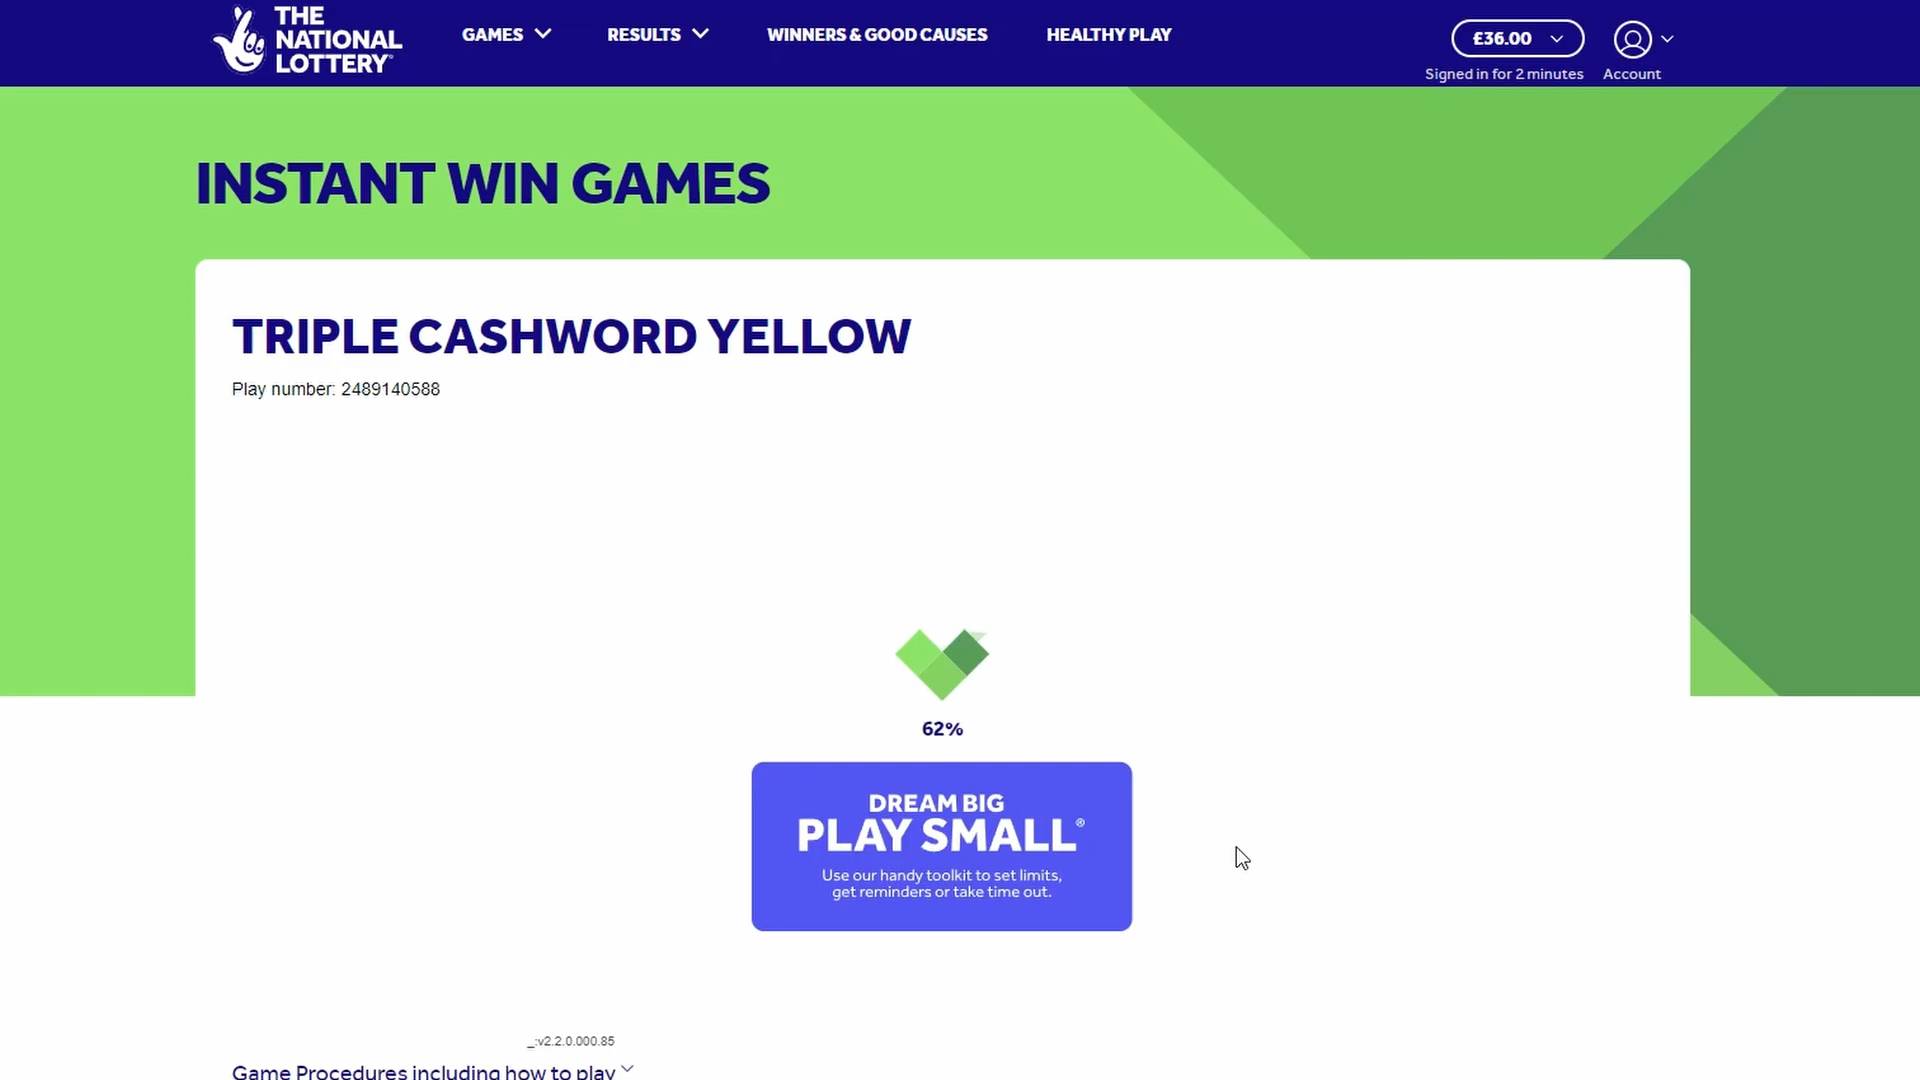 THE
NATIONAL
LOTTERY®
GAMES
RESULTS
WINNERS & GOOD CAUSES
HEALTHY PLAY
£36.00
Signed in for 2 minutes
Account
INSTANT WIN GAMES
TRIPLE CASHWORD YELLOW
Play number: 2489140588
62%
DREAM BIG
PLAY SMALL®
Use our handy toolkit to set limits,
get reminders or take time out.
_:v2.2.0.000.85
Game Procedures including how to play